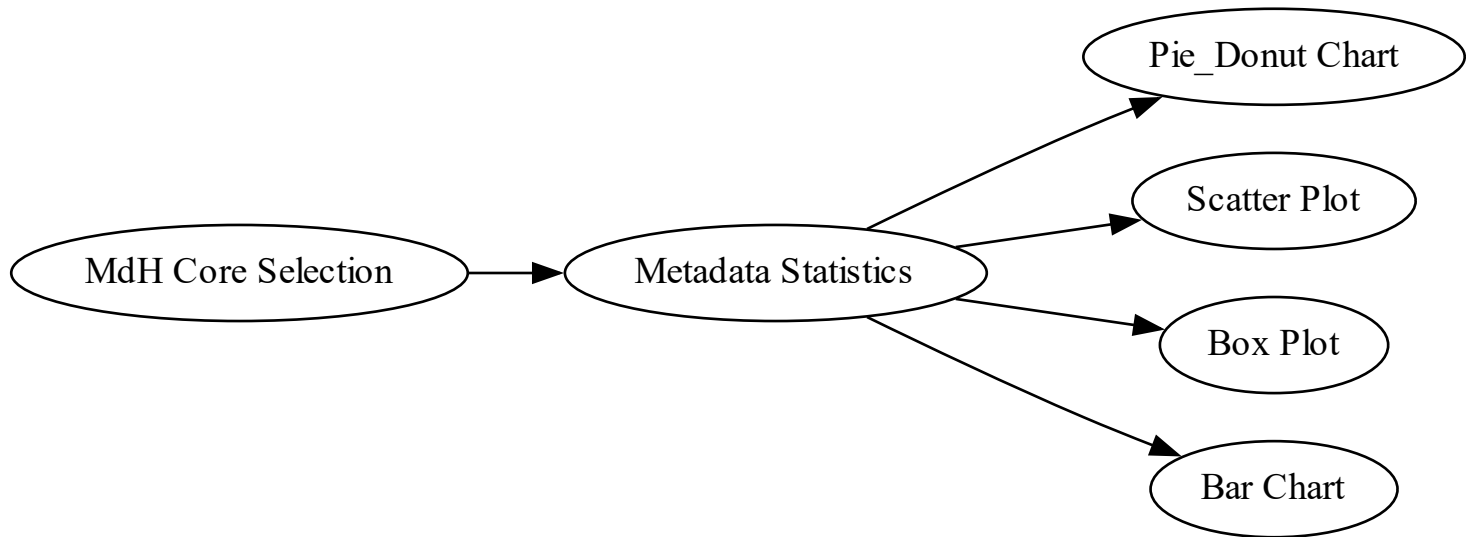 MdH Core Selection
Metadata Statistics
Pie_Donut Chart
Scatter Plot
Box Plot
Bar Chart